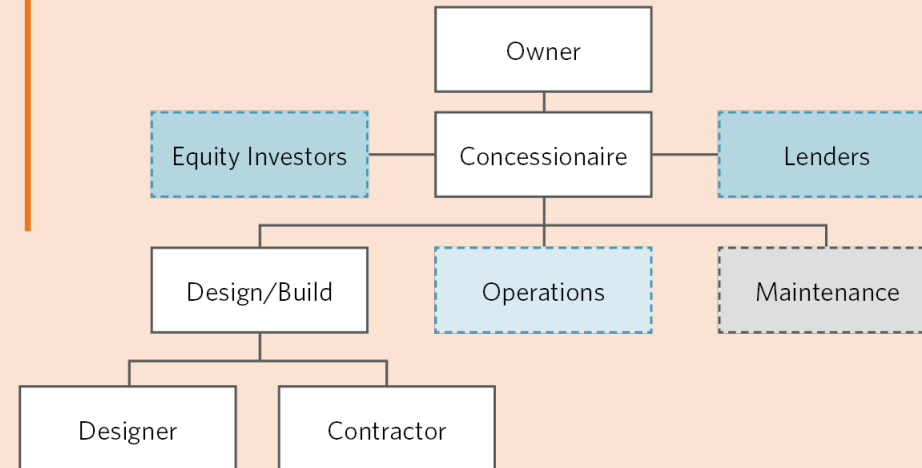 Owner
Equity Investors
Concessionaire
Lenders
Design/Build
Operations
Maintenance
Designer
Contractor